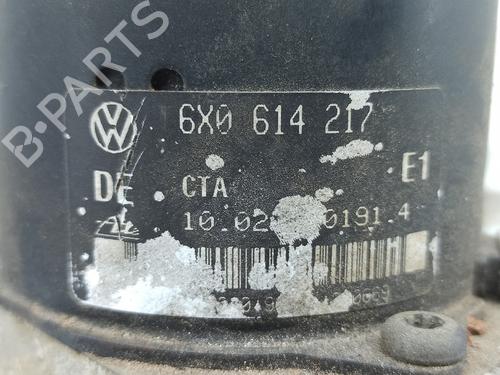 B-PARTS
6X0 614 217
DE CTA E1
10.02 0191.4